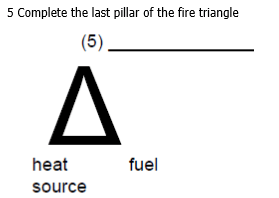 5 Complete the last pillar of the fire triangle
(5)
heat fuel
source